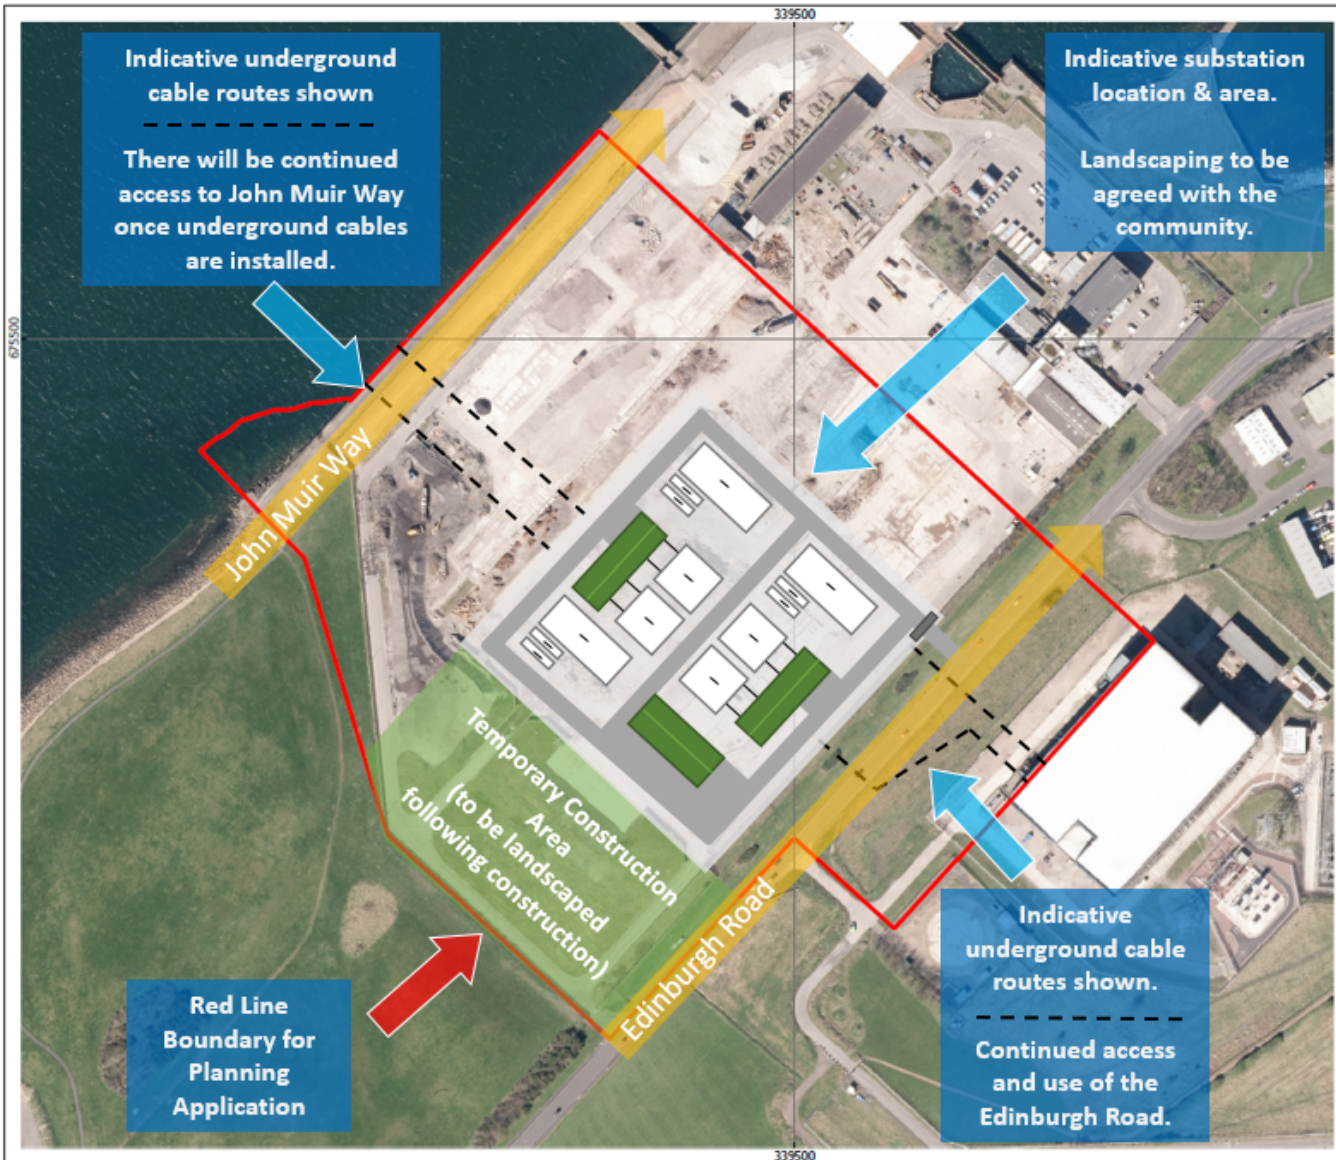 339500
Indicative underground
cable routes shown
There will be continued
access to John Muir Way
once underground cables
are installed.
Indicative substation
location & area.
Landscaping to be
agreed with the
community.
675500
John Muir Way
Temporary Construction
Area
(to be landscaped
following construction)
Edinburgh Road
Red Line
Boundary for
Planning
Application
Indicative
underground cable
routes shown.
Continued access
and use of the
Edinburgh Road.
339500